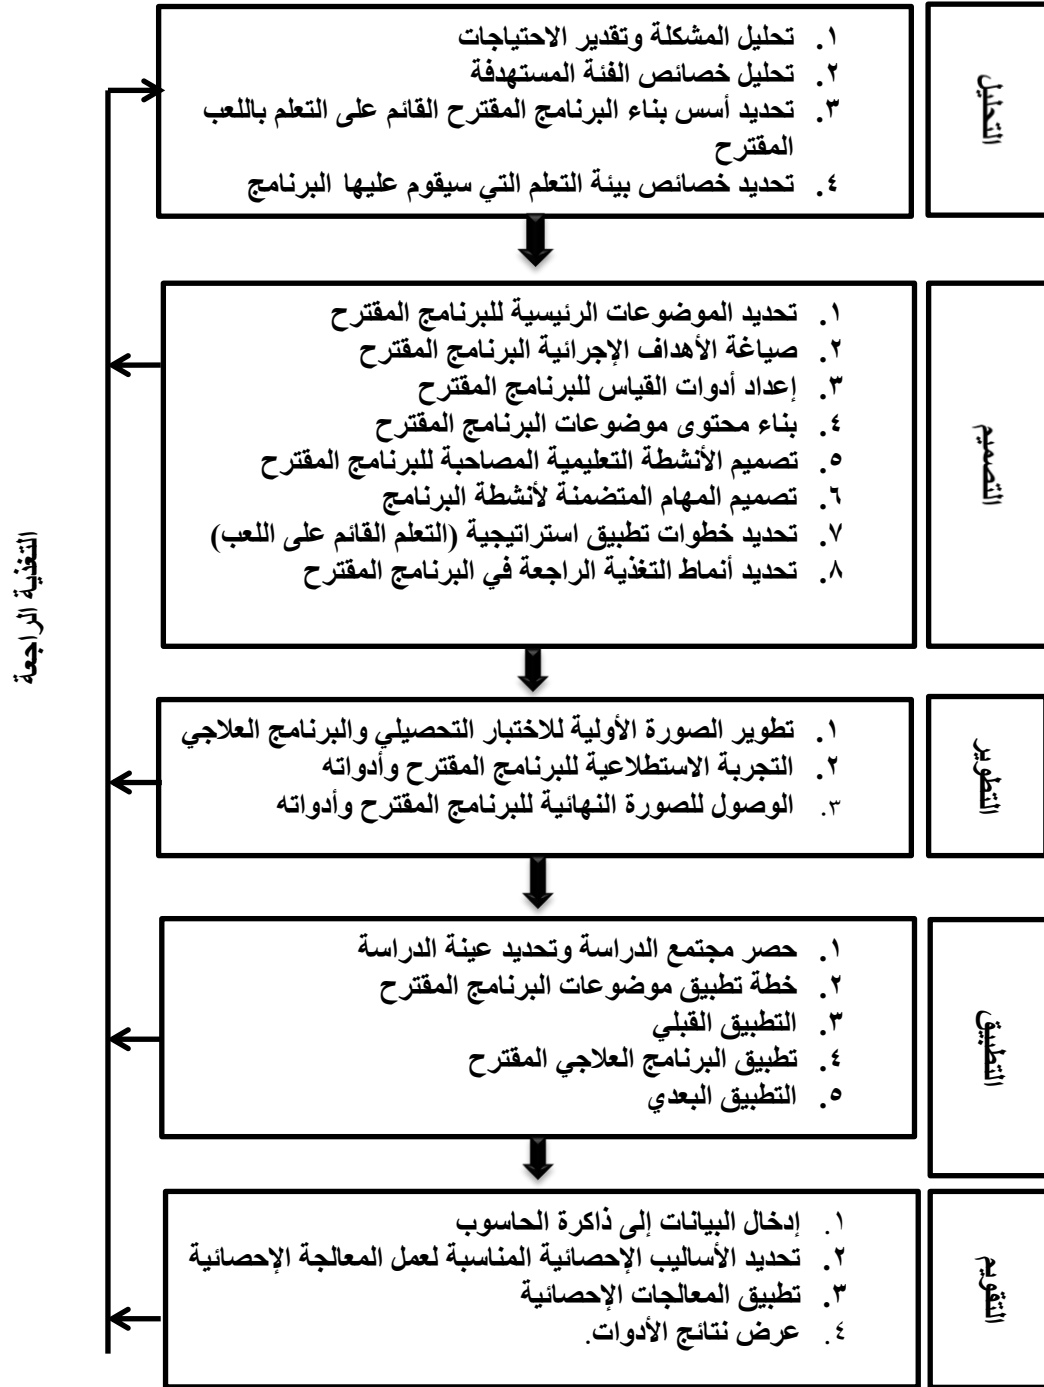 التحليل
١. تحليل المشكلة وتقدير الاحتياجات
٢. تحليل خصائص الفئة المستهدفة
٣. تحديد أسس بناء البرنامج المقترح القائم على التعلم باللعب
المقترح
٤. تحديد خصائص بيئة التعلم التي سيقوم عليها البرنامج
التصميم
١. تحديد الموضوعات الرئيسية للبرنامج المقترح
٢. صياغة الأهداف الإجرائية البرنامج المقترح
٣. إعداد أدوات القياس للبرنامج المقترح
٤. بناء محتوى موضوعات البرنامج المقترح
٥. تصميم الأنشطة التعليمية المصاحبة للبرنامج المقترح
٦. تصميم المهام المتضمنة لأنشطة البرنامج
٧. تحديد خطوات تطبيق استراتيجية (التعلم القائم على اللعب)
٨. تحديد أنماط التغذية الراجعة في البرنامج المقترح
التطوير
١. تطوير الصورة الأولية للاختبار التحصيلي والبرنامج العلاجي
٢. التجربة الاستطلاعية للبرنامج المقترح وأدواته
٣. الوصول للصورة النهائية للبرنامج المقترح وأدواته
التطبيق
١. حصر مجتمع الدراسة وتحديد عينة الدراسة
٢. خطة تطبيق موضوعات البرنامج المقترح
٣. التطبيق القبلي
٤. تطبيق البرنامج العلاجي المقترح
٥. التطبيق البعدي
التقويم
١. إدخال البيانات إلى ذاكرة الحاسوب
٢. تحديد الأساليب الإحصائية المناسبة لعمل المعالجة الإحصائية
٣. تطبيق المعالجات الإحصائية
٤. عرض نتائج الأدوات.
التغذية الراجعة